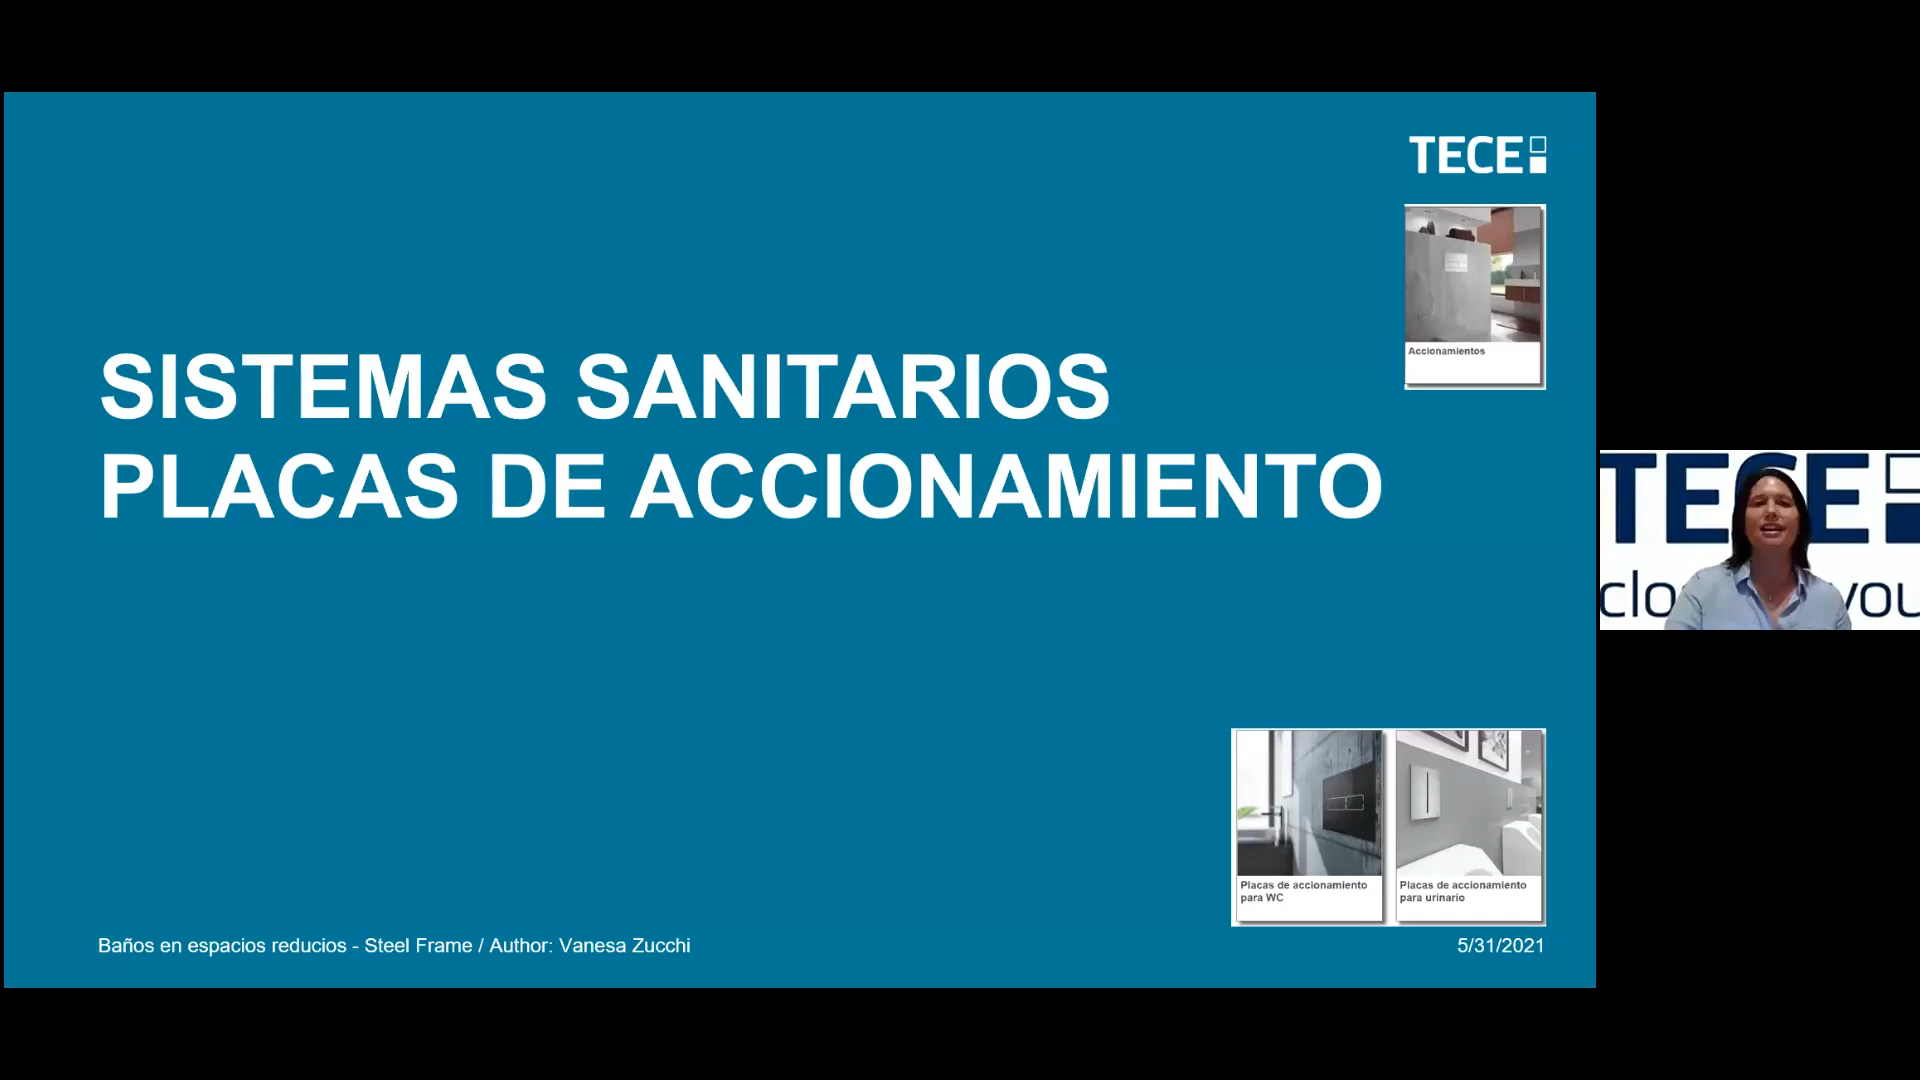 TECE
Accionamientos
SISTEMAS SANITARIOS
PLACAS DE ACCIONAMIENTO
TECE
clo you
Placas de accionamiento
para WC
Placas de accionamiento
para urinario
Baños en espacios reducios - Steel Frame / Author: Vanesa Zucchi
5/31/2021